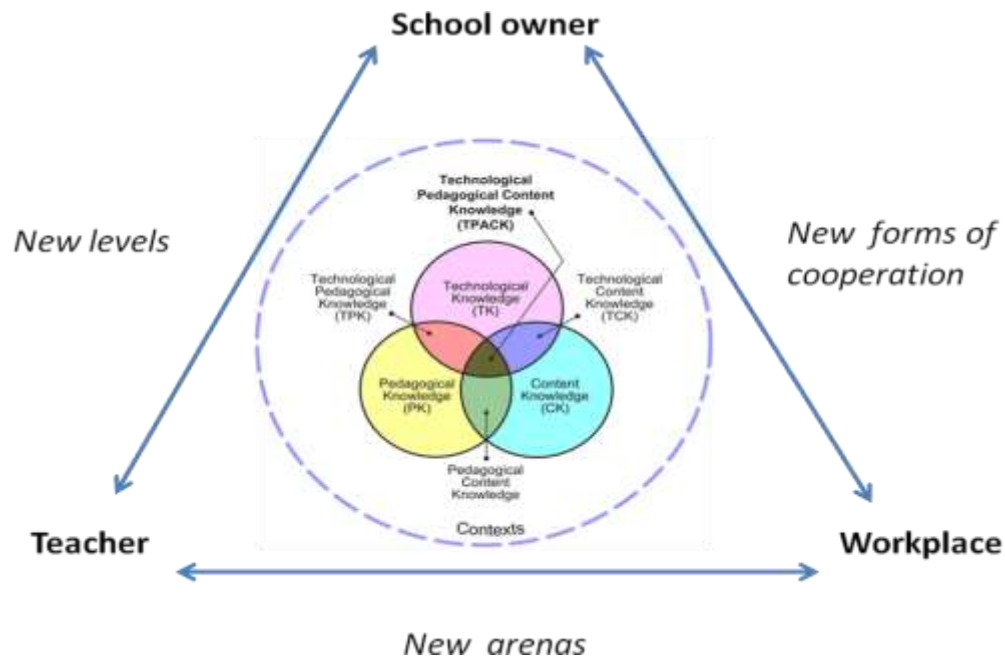 School owner
New levels
New forms of
cooperation
Technological
Pedagogical Content
Knowledge
(TPACK)
Technological
Pedagogical
Knowledge
(TPK)
Technological
Knowledge
(TK)
Technological
Content
Knowledge
(TCK)
Pedagogical
Knowledge
(PK)
Content
Knowledge
(CK)
Pedagogical
Content
Knowledge
Contexts
Teacher
Workplace
New arenas